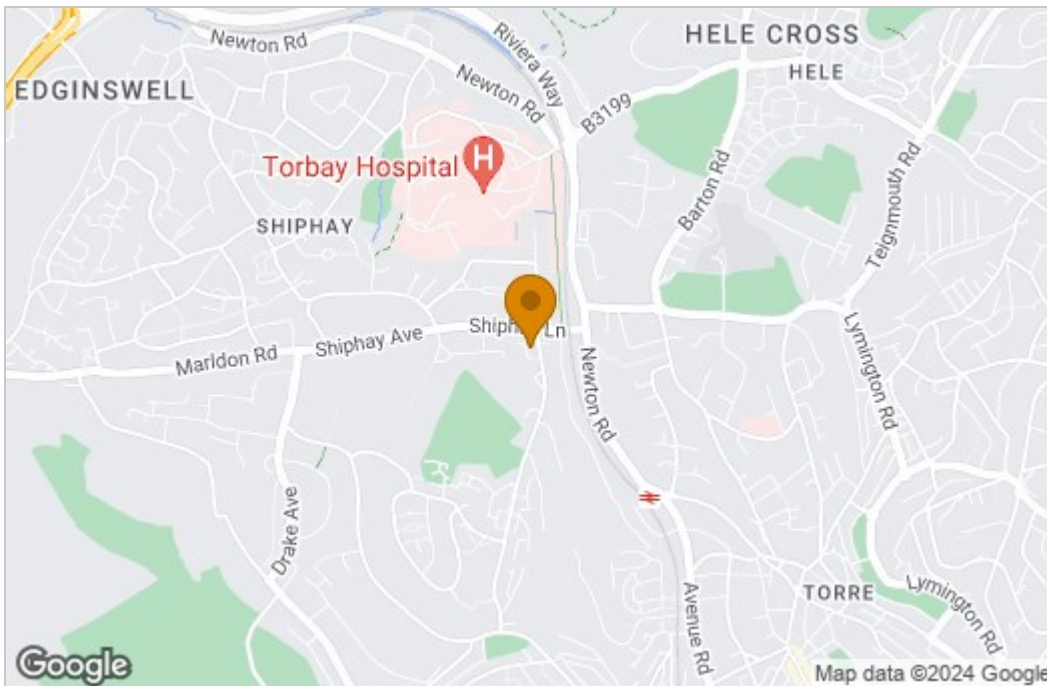 Newton Rd
Riviera Way
HELE CROSS
HELE
EDGINSWELL
Newton Rd
B3199
Torbay Hospital H
Barton Rd
Teignmouth Rd
SHIPHAY
Ln
Shiphay Ave
Marldon Rd
Newton Rd
Lymington Rd
Drake Ave
TORRE
Avenue Rd
Lymington Rd
Google
Map data ©2024 Google